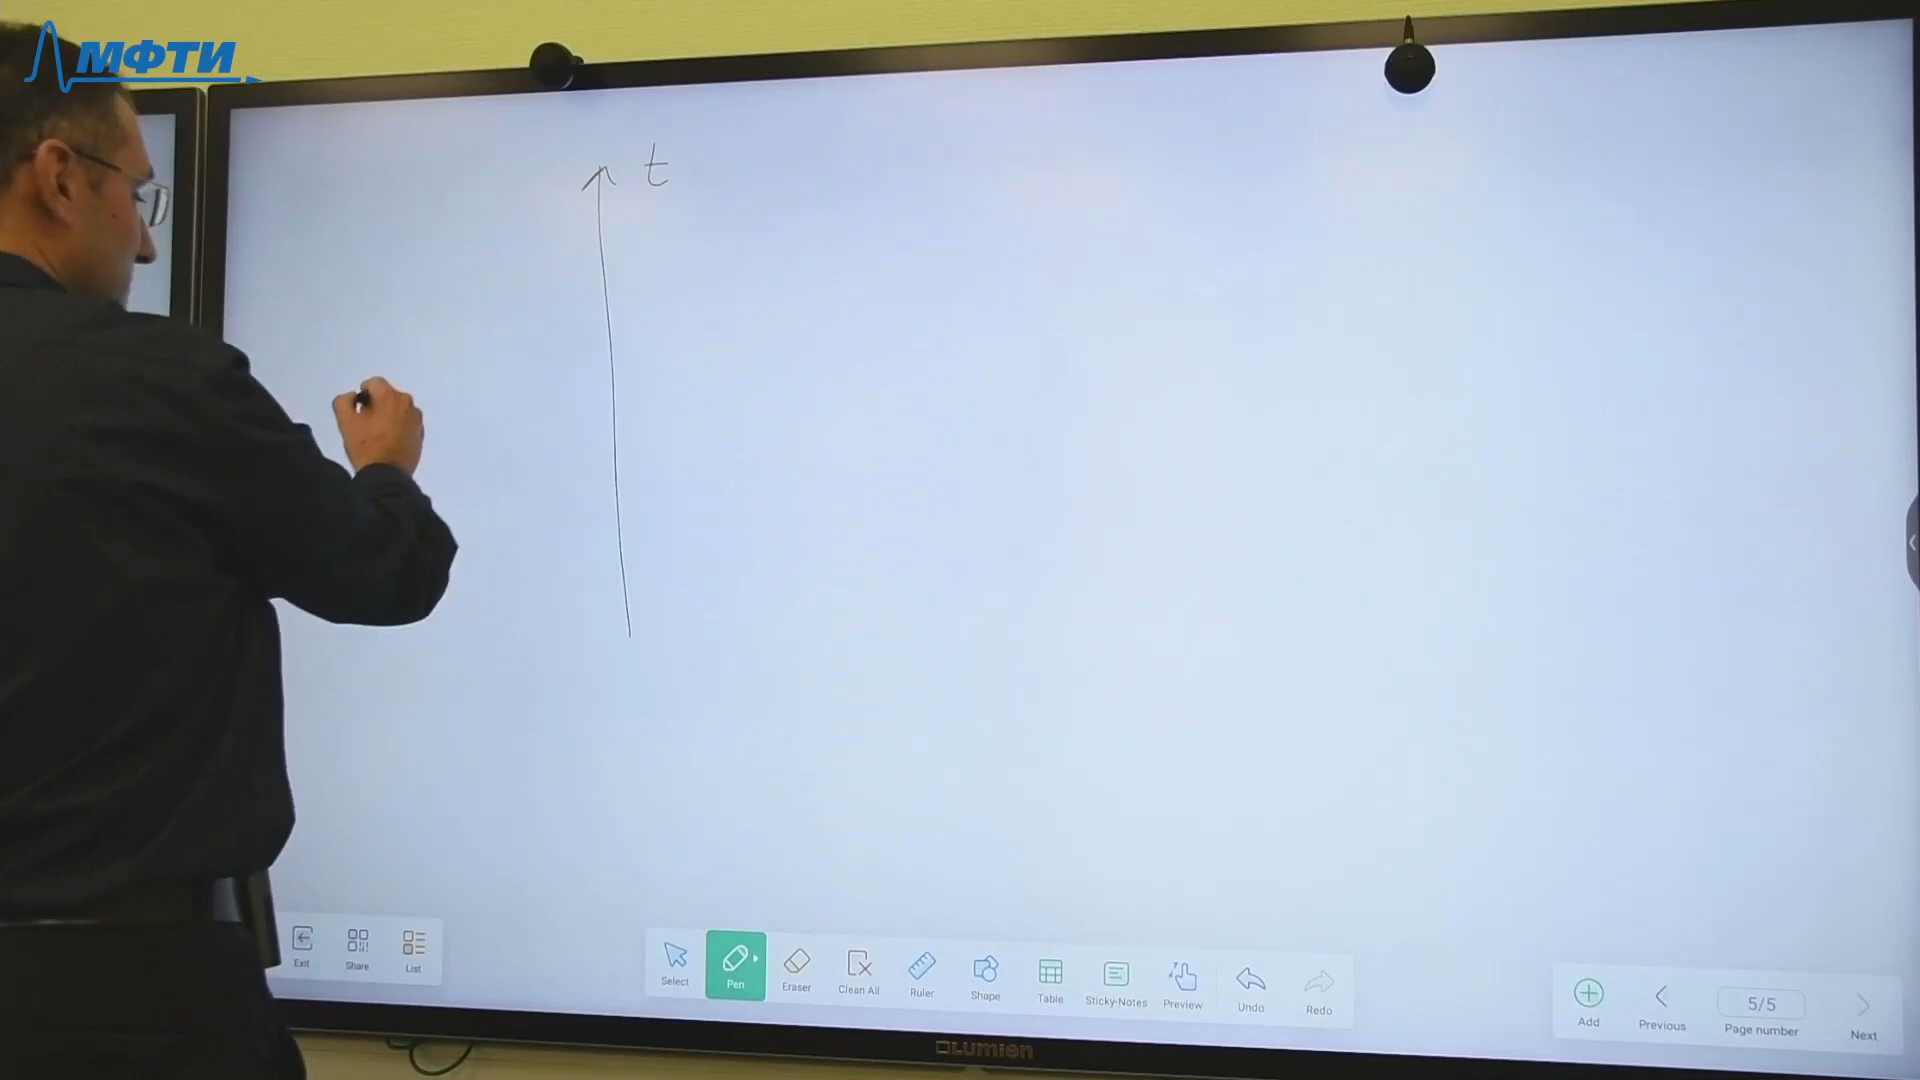 МФТИ
t
Exit
Share
List
Select
Pen
Eraser
Clean All
Ruler
Shape
Table
Sticky-Notes
Preview
Undo
Redo
Add
Previous
5/5
Page number
Next
Lumien